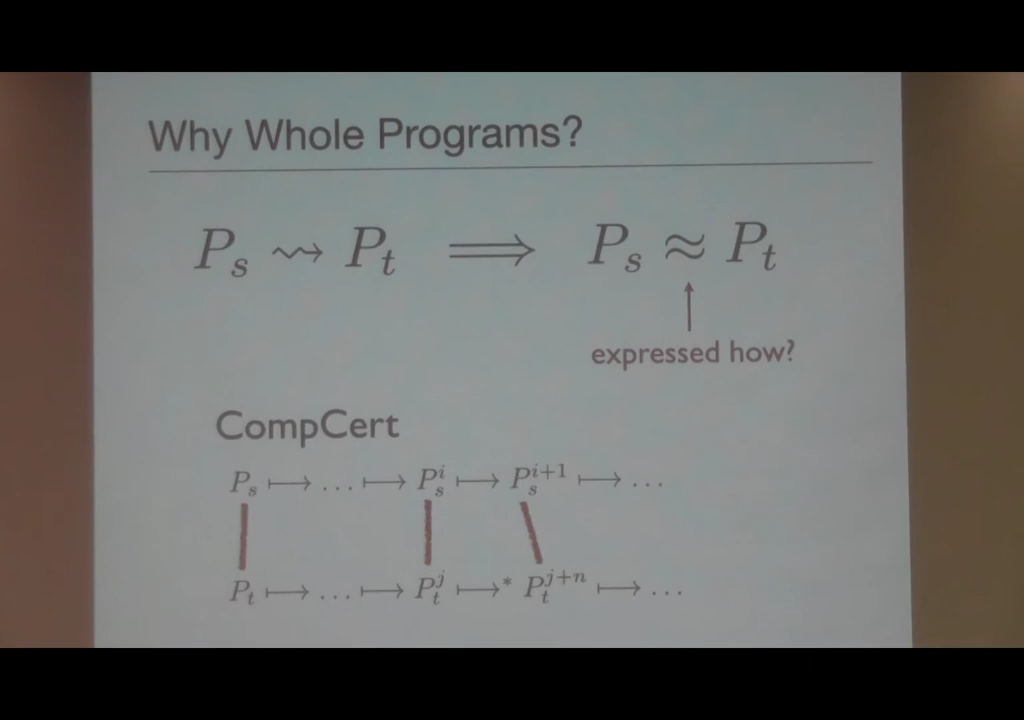 Why Whole Programs?
P_s ⇝ P_t ⟹ P_s ≈ P_t
expressed how?
CompCert
P_s ⟼ … ⟼ P_s^i ⟼ P_s^{i+1} ⟼ …
P_t ⟼ … ⟼ P_t^j ⟼* P_t^{j+n} ⟼ …